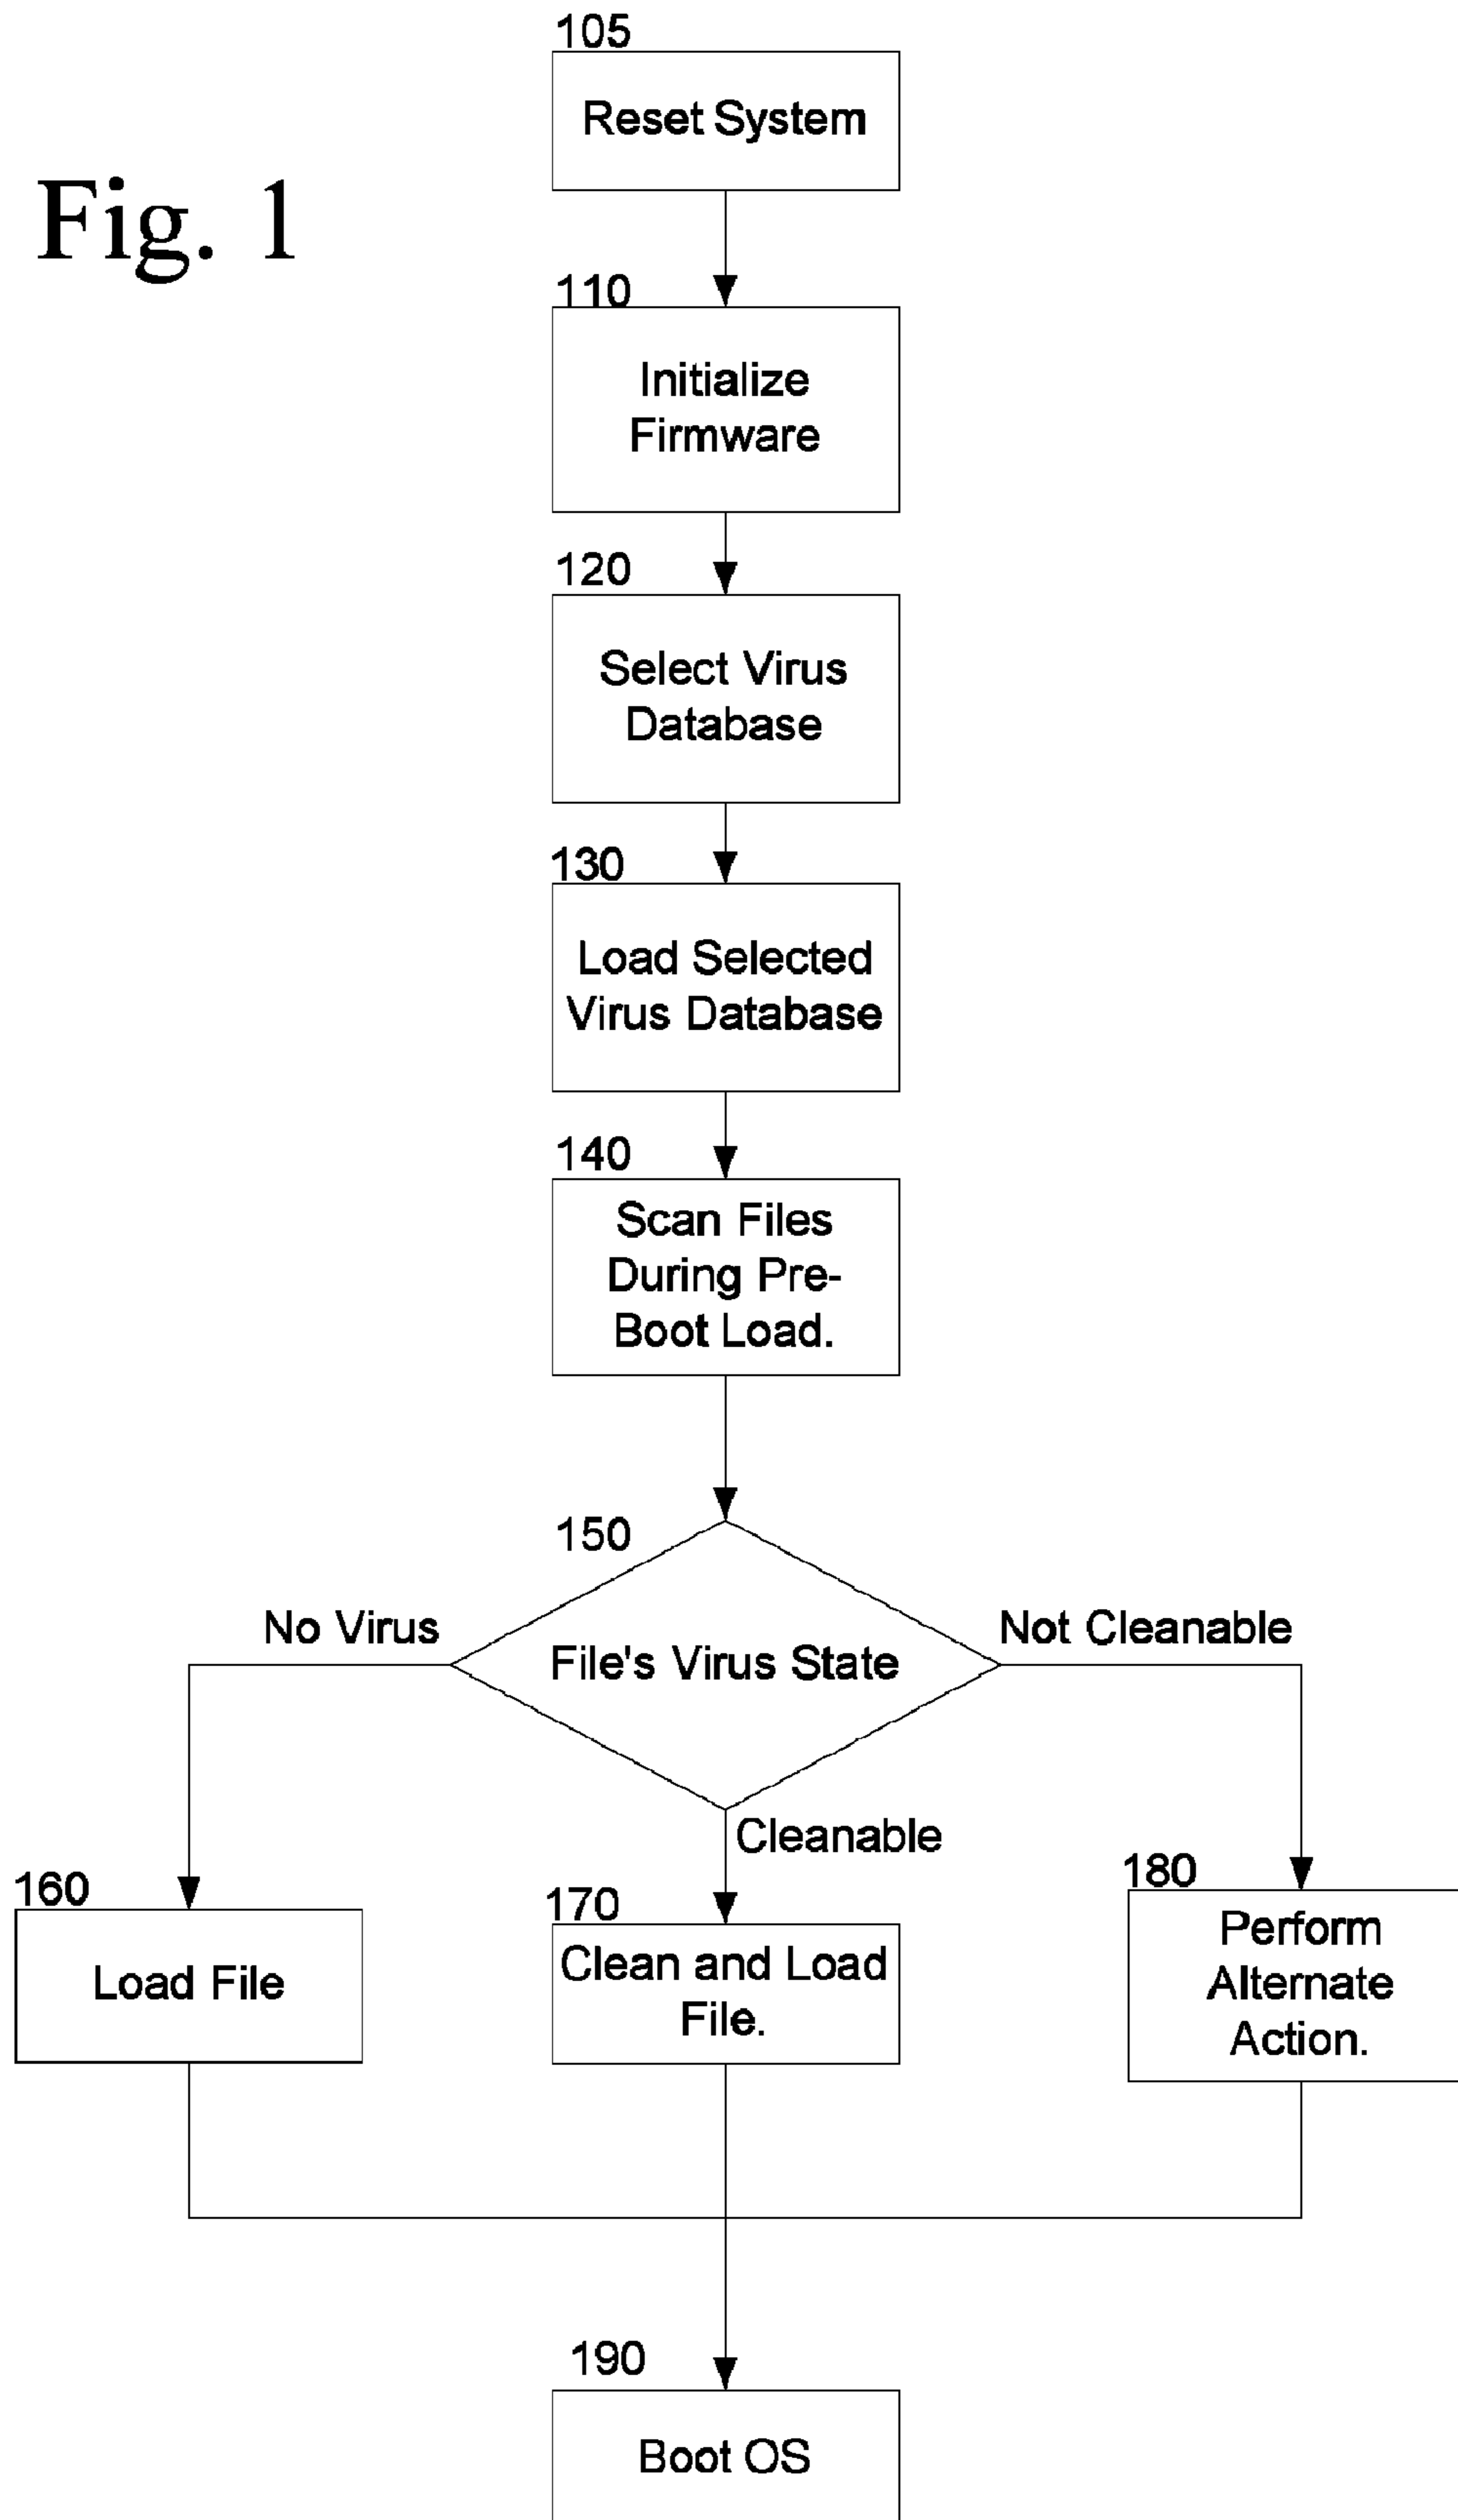 105
Reset System
Fig. 1
110
Initialize
Firmware
120
Select Virus
Database
130
Load Selected
Virus Database
140
Scan Files
During Pre-
Boot Load.
150
No Virus
File's Virus State
Not Cleanable
Cleanable
160
Load File
170
Clean and Load
File.
180
Perform
Alternate
Action.
190
Boot OS